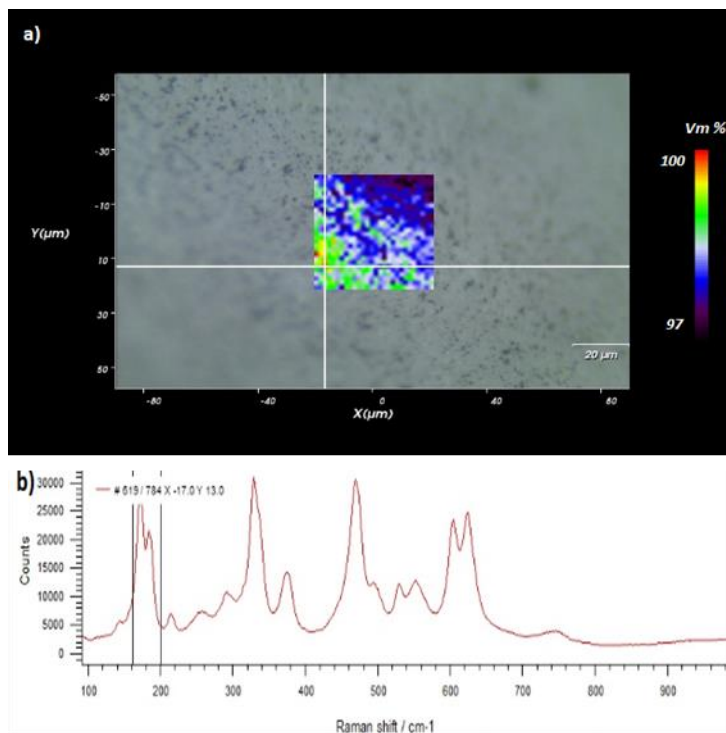 a)
Vm %
100
-50
-30
-10
Y(µm)
10
30
50
97
20 µm
-80 -40 0 40 80
X(µm)
b)
30000
# 619 / 784 X -17.0 Y 13.0
25000
20000
Counts
15000
10000
5000
0
100 200 300 400 500 600 700 800 900
Raman shift / cm-1